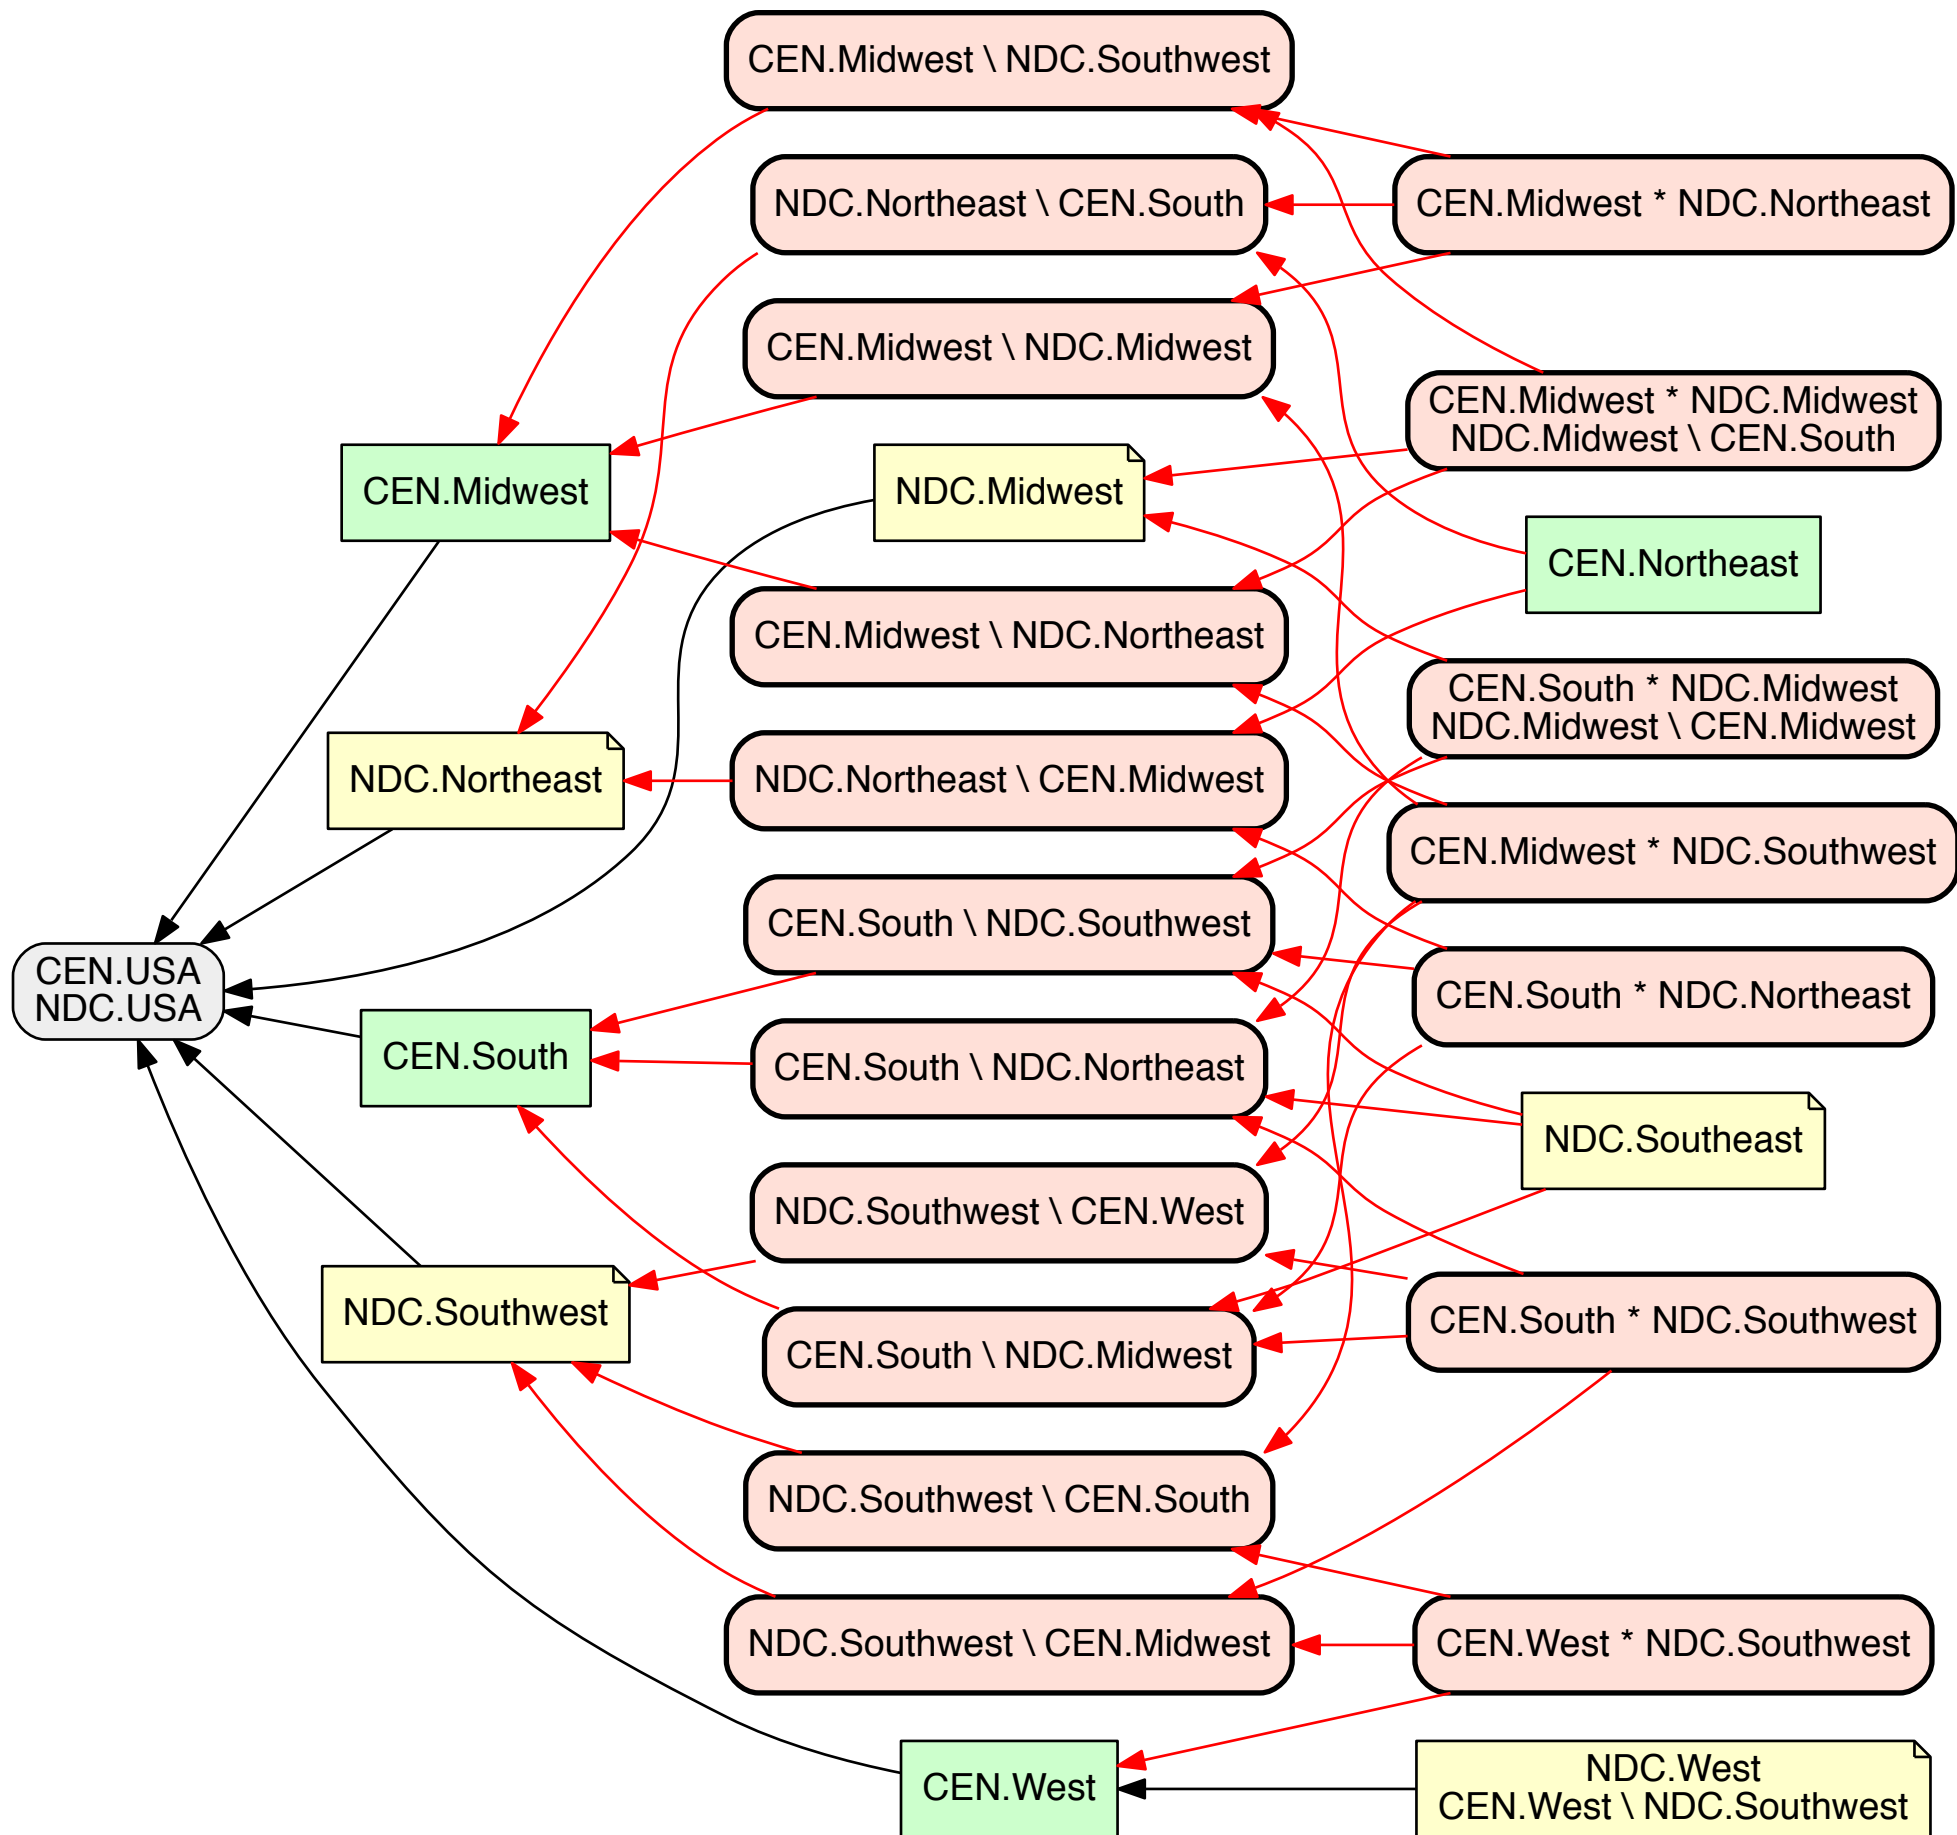 CEN.Midwest \ NDC.Southwest
NDC.Northeast \ CEN.South
CEN.Midwest * NDC.Northeast
CEN.Midwest \ NDC.Midwest
CEN.Midwest * NDC.Midwest
NDC.Midwest \ CEN.South
CEN.Midwest
NDC.Midwest
CEN.Northeast
CEN.Midwest \ NDC.Northeast
CEN.South * NDC.Midwest
NDC.Midwest \ CEN.Midwest
NDC.Northeast
NDC.Northeast \ CEN.Midwest
CEN.Midwest * NDC.Southwest
CEN.South \ NDC.Southwest
CEN.USA
NDC.USA
CEN.South * NDC.Northeast
CEN.South
CEN.South \ NDC.Northeast
NDC.Southeast
NDC.Southwest \ CEN.West
NDC.Southwest
CEN.South * NDC.Southwest
CEN.South \ NDC.Midwest
NDC.Southwest \ CEN.South
NDC.Southwest \ CEN.Midwest
CEN.West * NDC.Southwest
CEN.West
NDC.West
CEN.West \ NDC.Southwest